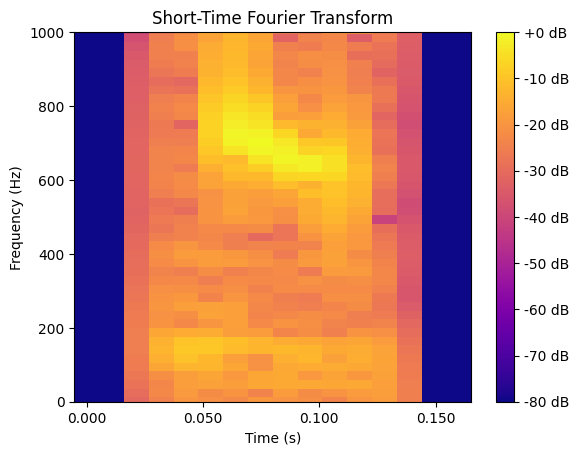 Short-Time Fourier Transform
1000
800
600
400
200
0
Frequency (Hz)
0.000
0.050
0.100
0.150
Time (s)
+0 dB
-10 dB
-20 dB
-30 dB
-40 dB
-50 dB
-60 dB
-70 dB
-80 dB